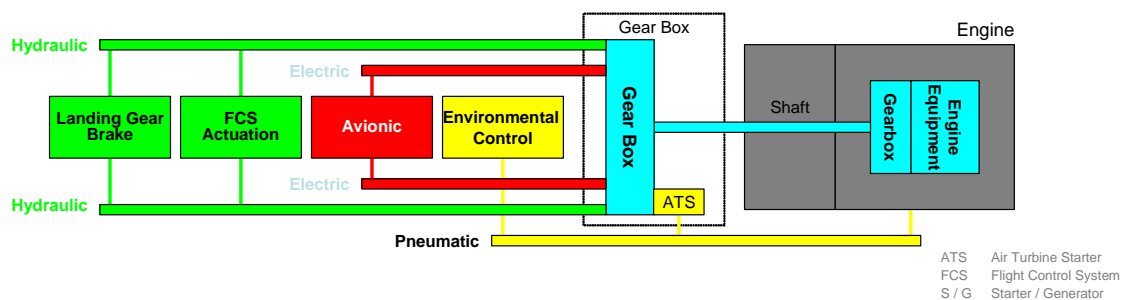 Gear Box
Engine
Hydraulic
Electric
Landing Gear
Brake
FCS
Actuation
Avionic
Environmental
Control
Gear Box
Shaft
Gearbox
Engine
Equipment
Electric
Hydraulic
ATS
Pneumatic
ATS Air Turbine Starter
FCS Flight Control System
S / G Starter / Generator